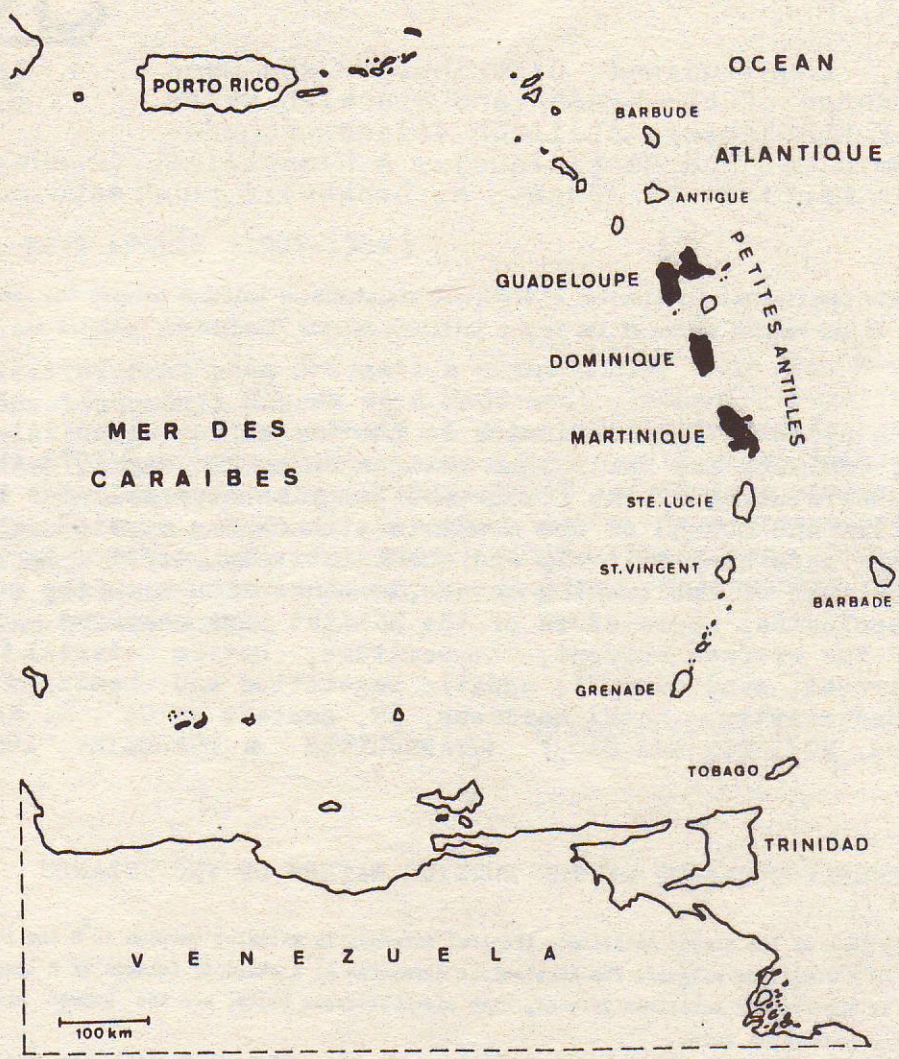 OCEAN
PORTO RICO
BARBUDE
ATLANTIQUE
ANTIGUE
PETITES ANTILLES
GUADELOUPE
DOMINIQUE
MER DES
CARAIBES
MARTINIQUE
STE.LUCIE
ST.VINCENT
BARBADE
GRENADE
TOBAGO
TRINIDAD
VENEZUELA
100 km